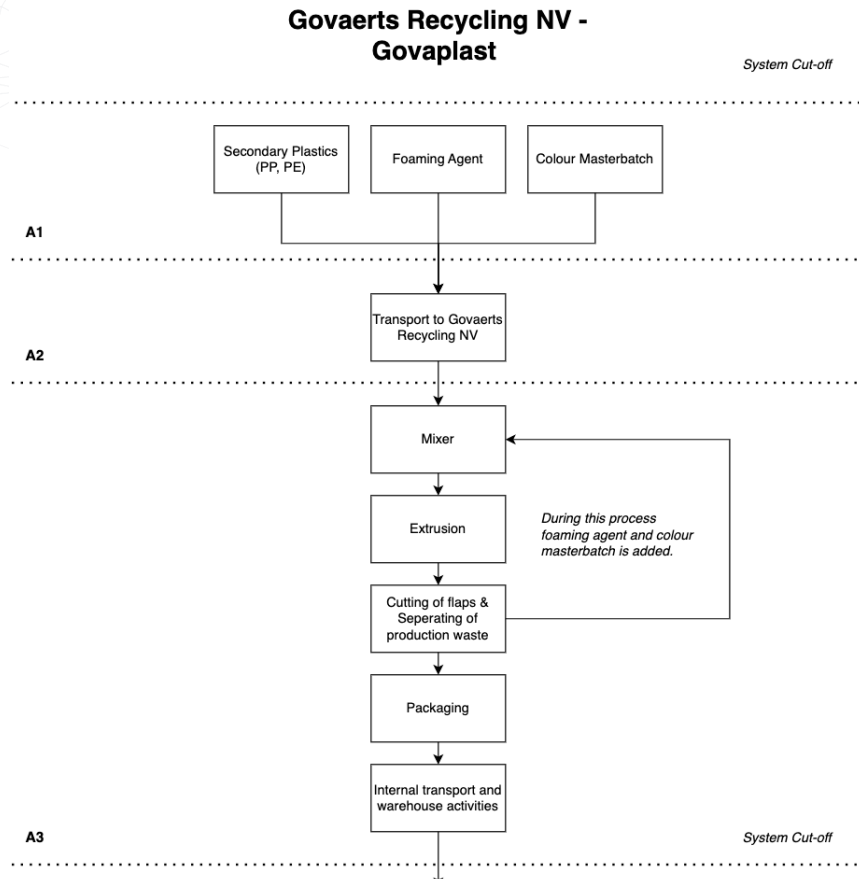 Govaerts Recycling NV -
Govaplast
System Cut-off
Secondary Plastics
(PP, PE)
Foaming Agent
Colour Masterbatch
A1
Transport to Govaerts
Recycling NV
A2
Mixer
Extrusion
During this process
foaming agent and colour
masterbatch is added.
Cutting of flaps &
Seperating of
production waste
Packaging
Internal transport and
warehouse activities
A3
System Cut-off